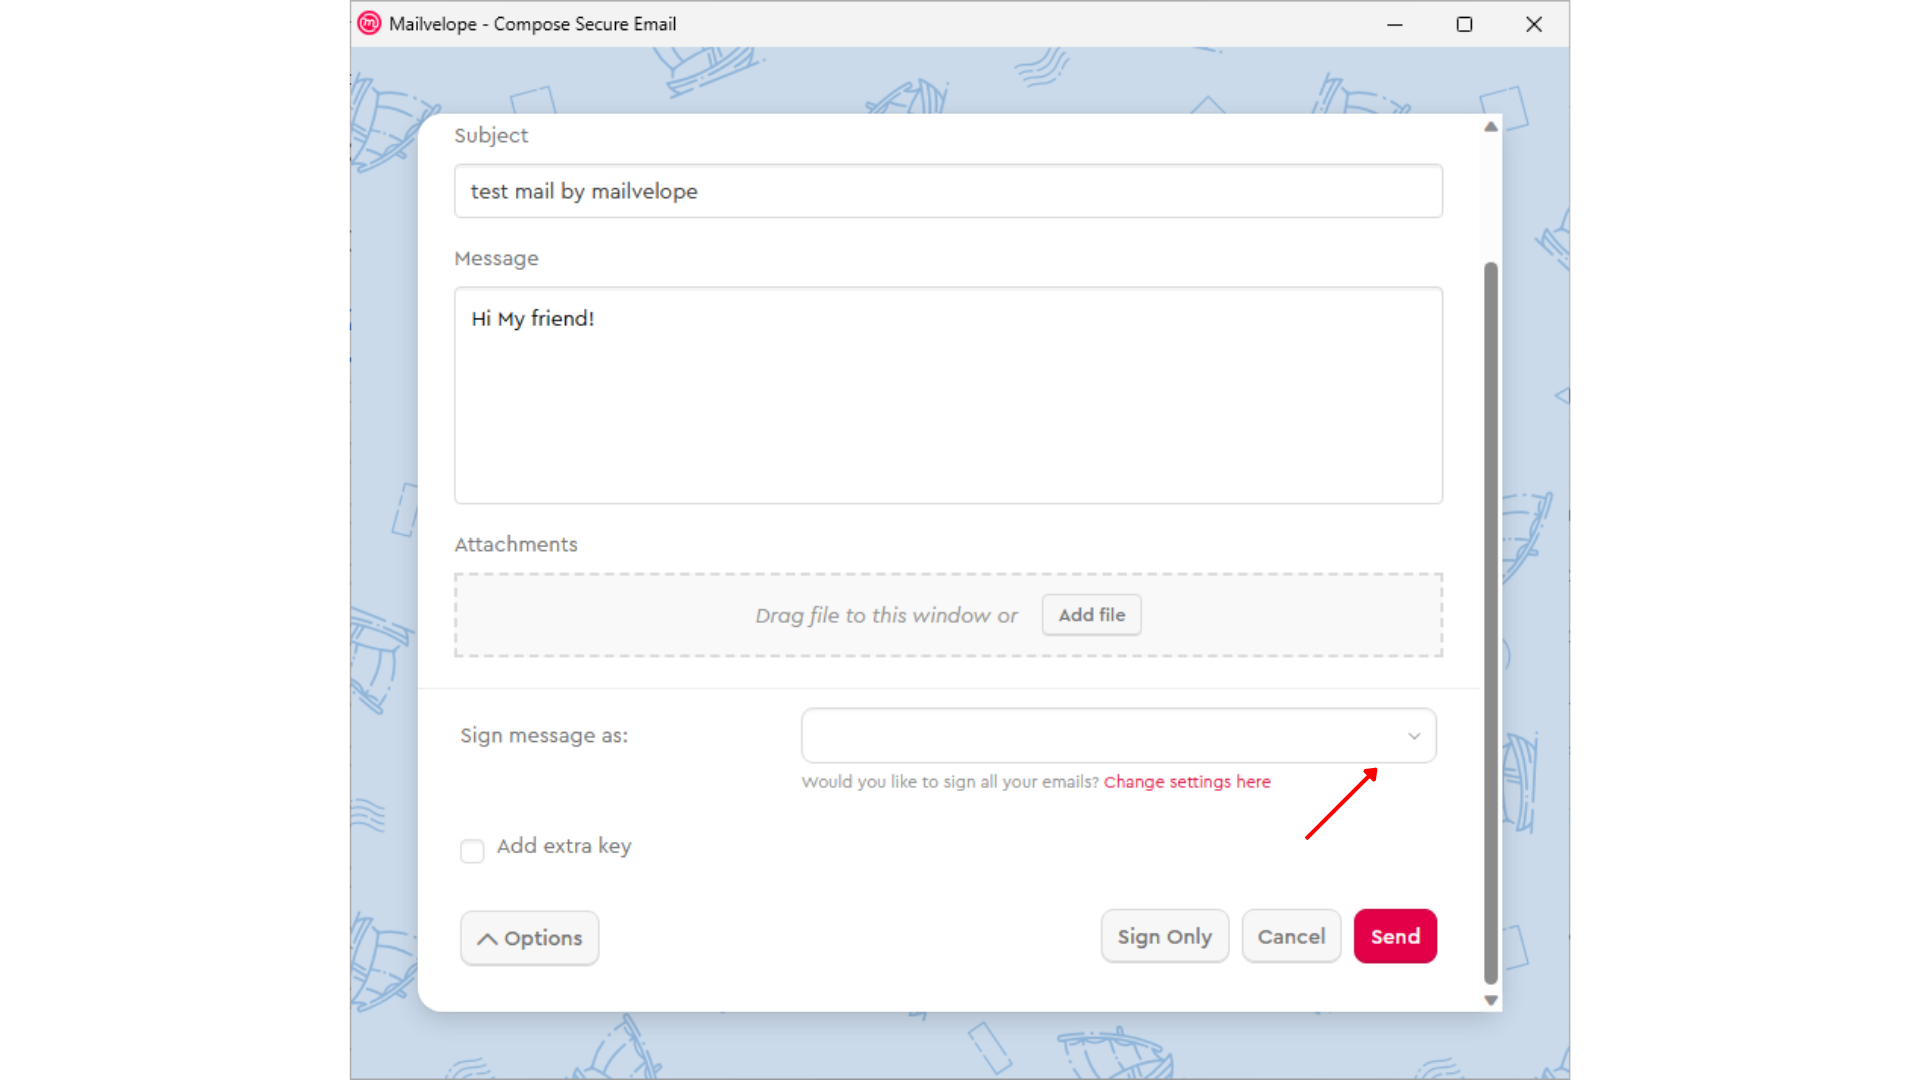 Mailvelope - Compose Secure Email
Subject
test mail by mailvelope
Message
Hi My friend!
Attachments
Drag file to this window or Add file
Sign message as:
Would you like to sign all your emails? Change settings here
Add extra key
Options Sign Only Cancel Send